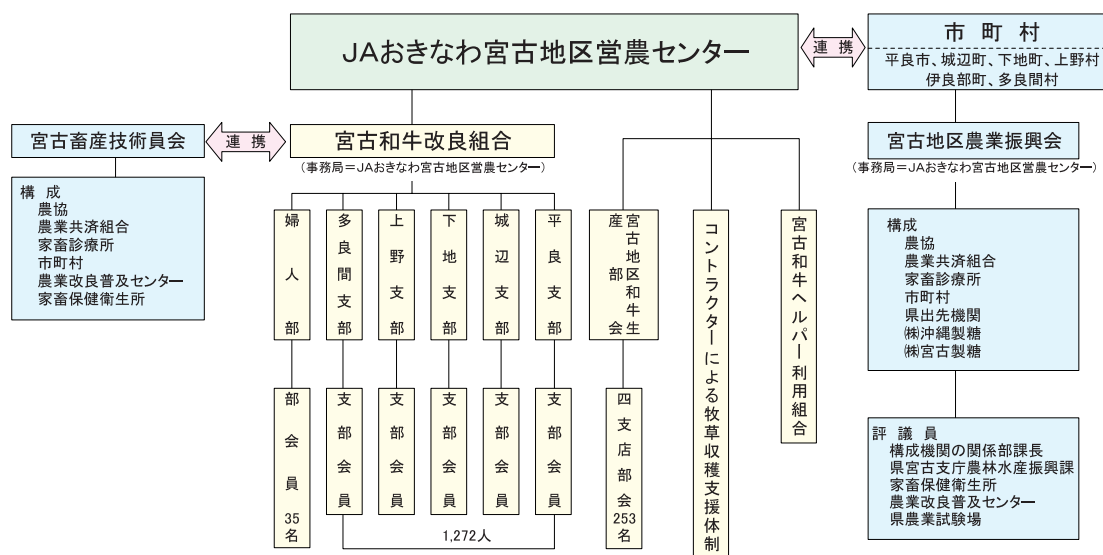 JAおきなわ宮古地区営農センター
連 携
市 町 村
平良市、城辺町、下地町、上野村
伊良部町、多良間村
宮古畜産技術員会
連 携
宮古和牛改良組合
(事務局=JAおきなわ宮古地区営農センター)
宮古地区農業振興会
(事務局=JAおきなわ宮古地区営農センター)
構 成
農協
農業共済組合
家畜診療所
市町村
農業改良普及センター
家畜保健衛生所
婦人部
多良間支部
上野支部
下地支部
城辺支部
平良支部
宮古地区和牛生
産部会
コントラクターによる牧草収穫支援体制
宮古和牛ヘルパー利用組合
構成
農協
農業共済組合
家畜診療所
市町村
県出先機関
㈱沖縄製糖
㈱宮古製糖
部会員35名
支部会員
支部会員
支部会員
支部会員
支部会員
1,272人
四支店部会253名
評 議 員
構成機関の関係部課長
県宮古支庁農林水産振興課
家畜保健衛生所
農業改良普及センター
県農業試験場